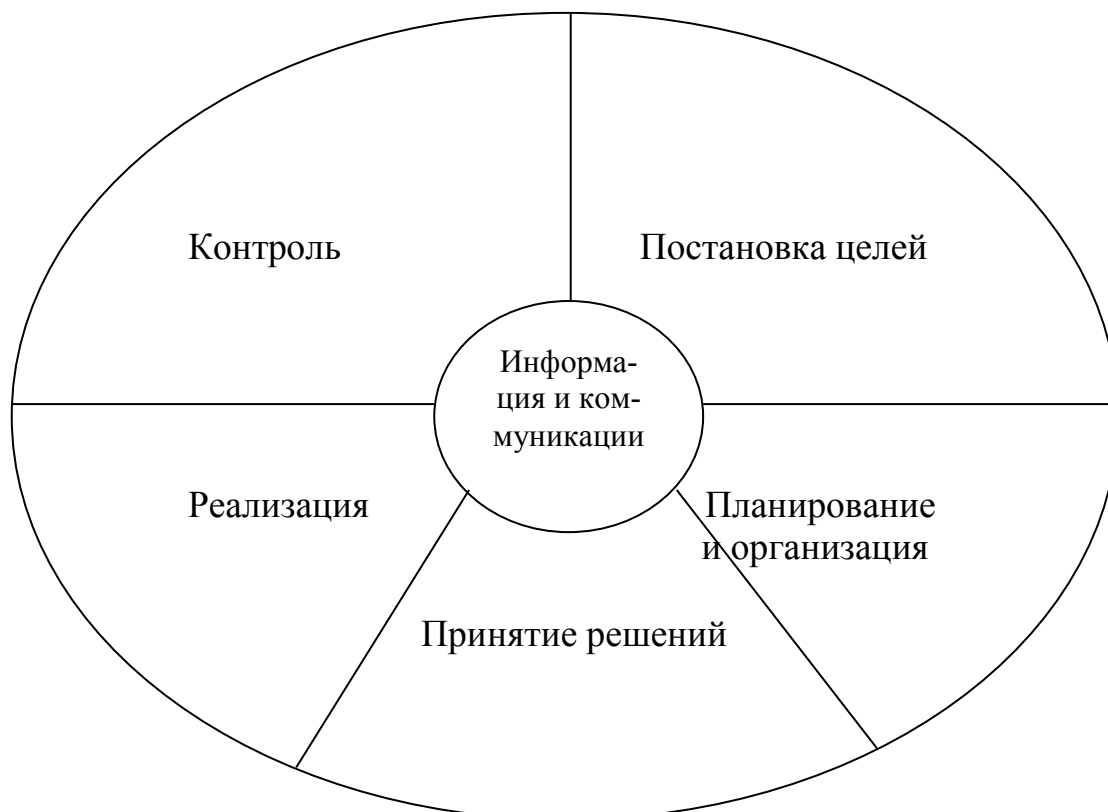 Контроль
Постановка целей
Информа-
ция и ком-
муникации
Реализация
Планирование
и организация
Принятие решений